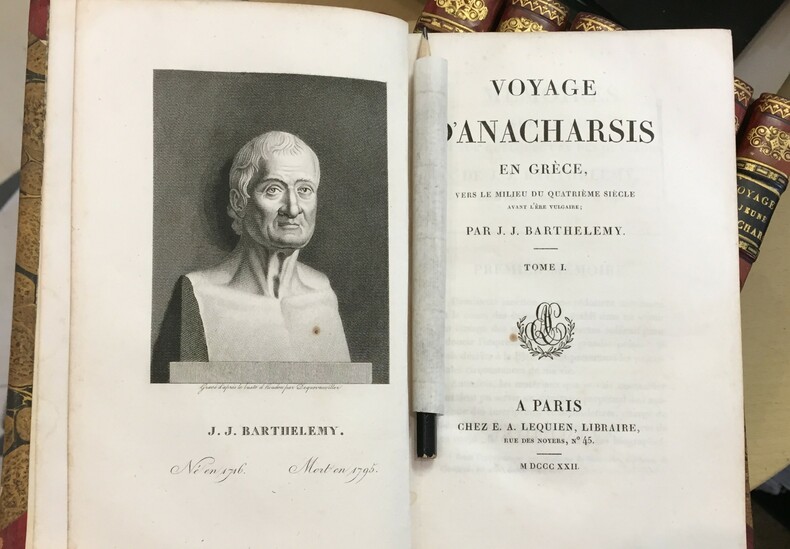 Gravé d'après le buste d'Houdon par
J. J. BARTHELEMY.
Né en 1716. Mort en 1795.
VOYAGE
D'ANACHARSIS
EN GRÈCE,
VERS LE MILIEU DU QUATRIÈME SIÈCLE
AVANT L'ÈRE VULGAIRE;
PAR J. J. BARTHELEMY.
TOME I.
A PARIS
CHEZ E. A. LEQUIEN, LIBRAIRE,
RUE DES NOYERS, Nº 45.
M DCCC XXII.
OYAGE
JEUNE
CHAR